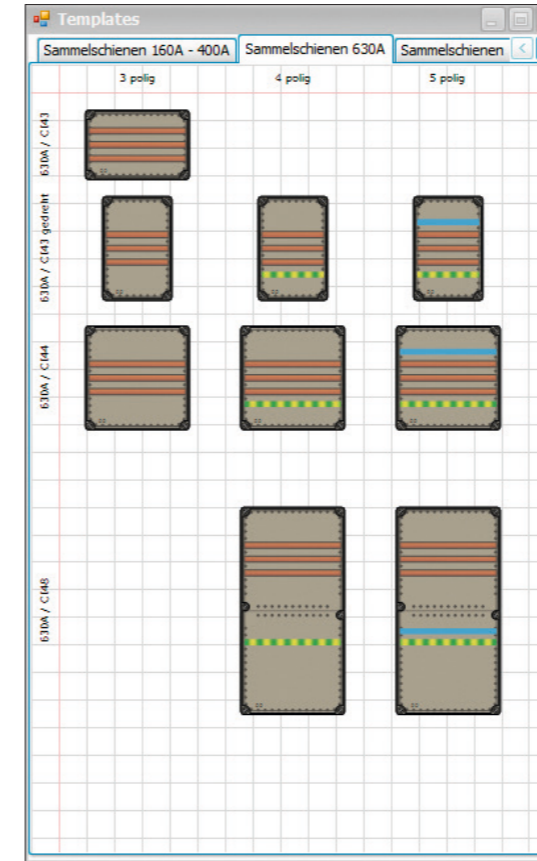 Templates
Sammelschienen 160A - 400A
Sammelschienen 630A
Sammelschienen
3 polig
4 polig
5 polig
630A / CI43
630A / CI43 gedreht
630A / CI44
630A / CI48